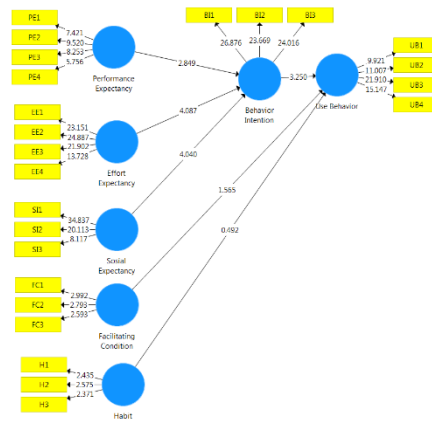 BI1 BI2 BI3
26.876 23.669 24.016
Behavior
Intention
PE1
PE2
PE3
PE4
7.421
9.520
8.253
5.756
Performance
Expectancy
2.849
3.250
Use Behavior
9.921
11.007
21.910
15.147
UB1
UB2
UB3
UB4
EE1
EE2
EE3
EE4
23.151
24.887
21.902
13.728
Effort
Expectancy
4.087
SI1
SI2
SI3
34.837
20.113
8.117
Sosial
Expectancy
4.040
FC1
FC2
FC3
2.992
2.793
2.593
Facilitating
Condition
1.565
H1
H2
H3
2.435
2.575
2.371
Habit
0.492